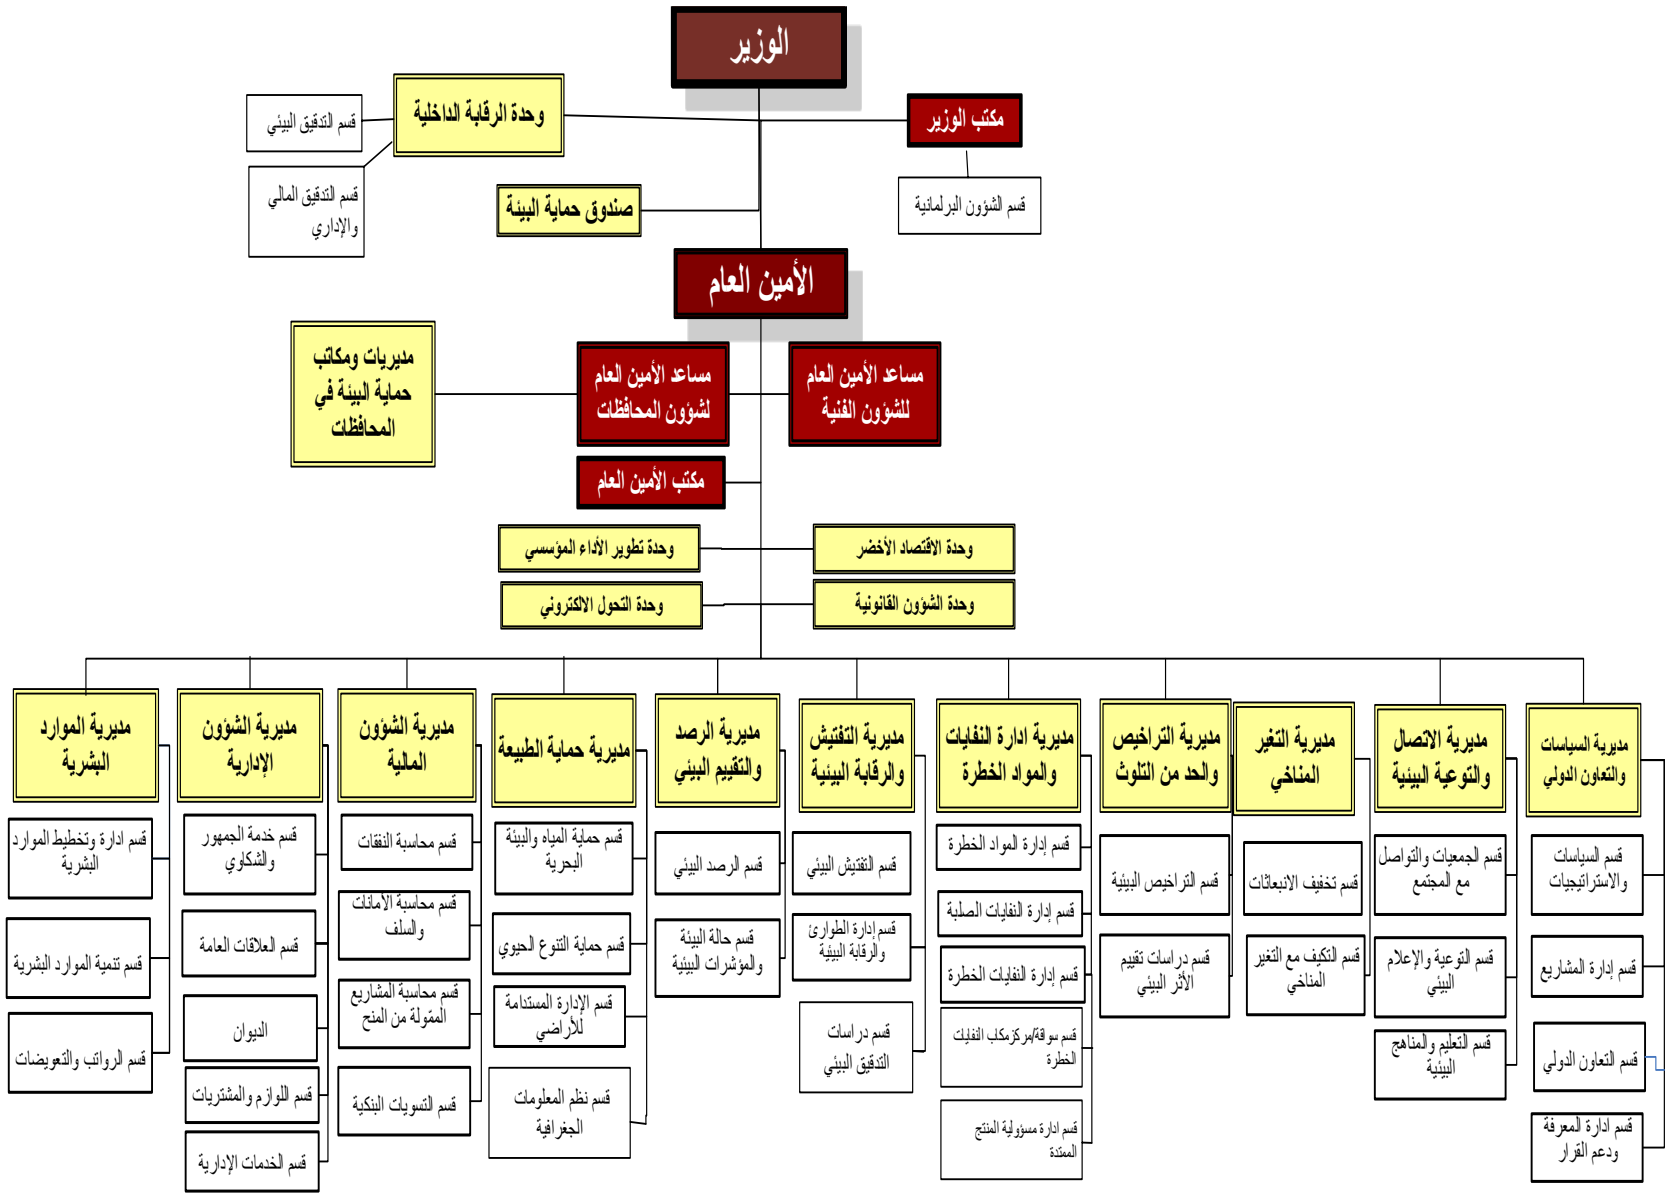 الوزير
مكتب الوزير
قسم الشؤون البرلمانية
وحدة الرقابة الداخلية
قسم التدقيق البيئي
قسم التدقيق المالي
والإداري
صندوق حماية البيئة
الأمين العام
مساعد الأمين العام
للشؤون الفنية
مساعد الأمين العام
لشؤون المحافظات
مديريات ومكاتب
حماية البيئة في
المحافظات
مكتب الأمين العام
وحدة الاقتصاد الأخضر
وحدة تطوير الأداء المؤسسي
وحدة الشؤون القانونية
وحدة التحول الالكتروني
مديرية السياسات
والتعاون الدولي
قسم السياسات
والاستراتيجيات
قسم إدارة المشاريع
قسم التعاون الدولي
قسم ادارة المعرفة
ودعم القرار
مديرية الاتصال
والتوعية البيئية
قسم الجمعيات والتواصل
مع المجتمع
قسم التوعية والإعلام
البيئي
قسم التعليم والمناهج
البيئية
مديرية التغير
المناخي
قسم تخفيف الانبعاثات
قسم التكيف مع التغير
المناخي
مديرية التراخيص
والحد من التلوث
قسم التراخيص البيئية
قسم دراسات تقييم
الأثر البيئي
مديرية ادارة النفايات
والمواد الخطرة
قسم إدارة المواد الخطرة
قسم إدارة النفايات الصلبة
قسم إدارة النفايات الخطرة
قسم سواقة/مركز مكاب النفايات
الخطرة
قسم ادارة مسؤولية المنتج
الممتدة
مديرية التفتيش
والرقابة البيئية
قسم التفتيش البيئي
قسم إدارة الطوارئ
والرقابة البيئية
قسم دراسات
التدقيق البيئي
مديرية الرصد
والتقييم البيئي
قسم الرصد البيئي
قسم حالة البيئة
والمؤشرات البيئية
مديرية حماية الطبيعة
قسم حماية المياه والبيئة
البحرية
قسم حماية التنوع الحيوي
قسم الإدارة المستدامة
للأراضي
قسم نظم المعلومات
الجغرافية
مديرية الشؤون
المالية
قسم محاسبة النفقات
قسم محاسبة الأمانات
والسلف
قسم محاسبة المشاريع
الممّولة من المنح
قسم التسويات البنكية
مديرية الشؤون
الإدارية
قسم خدمة الجمهور
والشكاوي
قسم العلاقات العامة
الديوان
قسم اللوازم والمشتريات
قسم الخدمات الإدارية
مديرية الموارد
البشرية
قسم ادارة وتخطيط الموارد
البشرية
قسم تنمية الموارد البشرية
قسم الرواتب والتعويضات